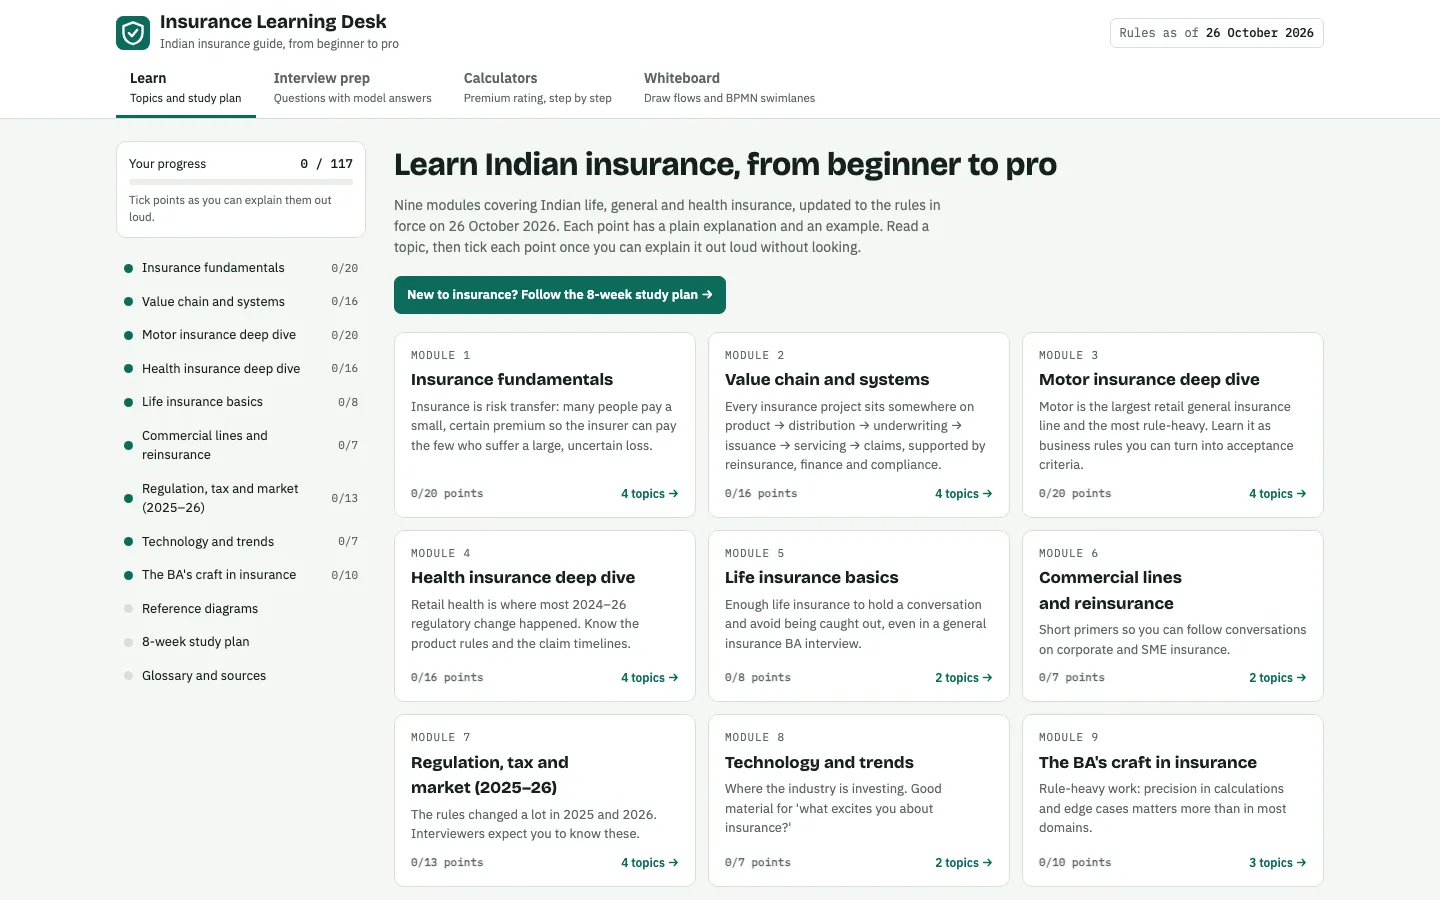 Insurance Learning Desk
Indian insurance guide, from beginner to pro
Rules as of 26 October 2026
Learn
Topics and study plan
Interview prep
Questions with model answers
Calculators
Premium rating, step by step
Whiteboard
Draw flows and BPMN swimlanes
Your progress 0 / 117
Tick points as you can explain them out
loud.
Insurance fundamentals 0/20
Value chain and systems 0/16
Motor insurance deep dive 0/20
Health insurance deep dive 0/16
Life insurance basics 0/8
Commercial lines and
reinsurance 0/7
Regulation, tax and market
(2025–26) 0/13
Technology and trends 0/7
The BA's craft in insurance 0/10
Reference diagrams
8-week study plan
Glossary and sources
Learn Indian insurance, from beginner to pro
Nine modules covering Indian life, general and health insurance, updated to the rules in
force on 26 October 2026. Each point has a plain explanation and an example. Read a
topic, then tick each point once you can explain it out loud without looking.
New to insurance? Follow the 8-week study plan →
MODULE 1
Insurance fundamentals
Insurance is risk transfer: many people pay a
small, certain premium so the insurer can pay
the few who suffer a large, uncertain loss.
0/20 points 4 topics →
MODULE 2
Value chain and systems
Every insurance project sits somewhere on
product → distribution → underwriting →
issuance → servicing → claims, supported by
reinsurance, finance and compliance.
0/16 points 4 topics →
MODULE 3
Motor insurance deep dive
Motor is the largest retail general insurance
line and the most rule-heavy. Learn it as
business rules you can turn into acceptance
criteria.
0/20 points 4 topics →
MODULE 4
Health insurance deep dive
Retail health is where most 2024–26
regulatory change happened. Know the
product rules and the claim timelines.
0/16 points 4 topics →
MODULE 5
Life insurance basics
Enough life insurance to hold a conversation
and avoid being caught out, even in a general
insurance BA interview.
0/8 points 2 topics →
MODULE 6
Commercial lines
and reinsurance
Short primers so you can follow conversations
on corporate and SME insurance.
0/7 points 2 topics →
MODULE 7
Regulation, tax and
market (2025–26)
The rules changed a lot in 2025 and 2026.
Interviewers expect you to know these.
0/13 points 4 topics →
MODULE 8
Technology and trends
Where the industry is investing. Good
material for 'what excites you about
insurance?'
0/7 points 2 topics →
MODULE 9
The BA's craft in insurance
Rule-heavy work: precision in calculations
and edge cases matters more than in most
domains.
0/10 points 3 topics →